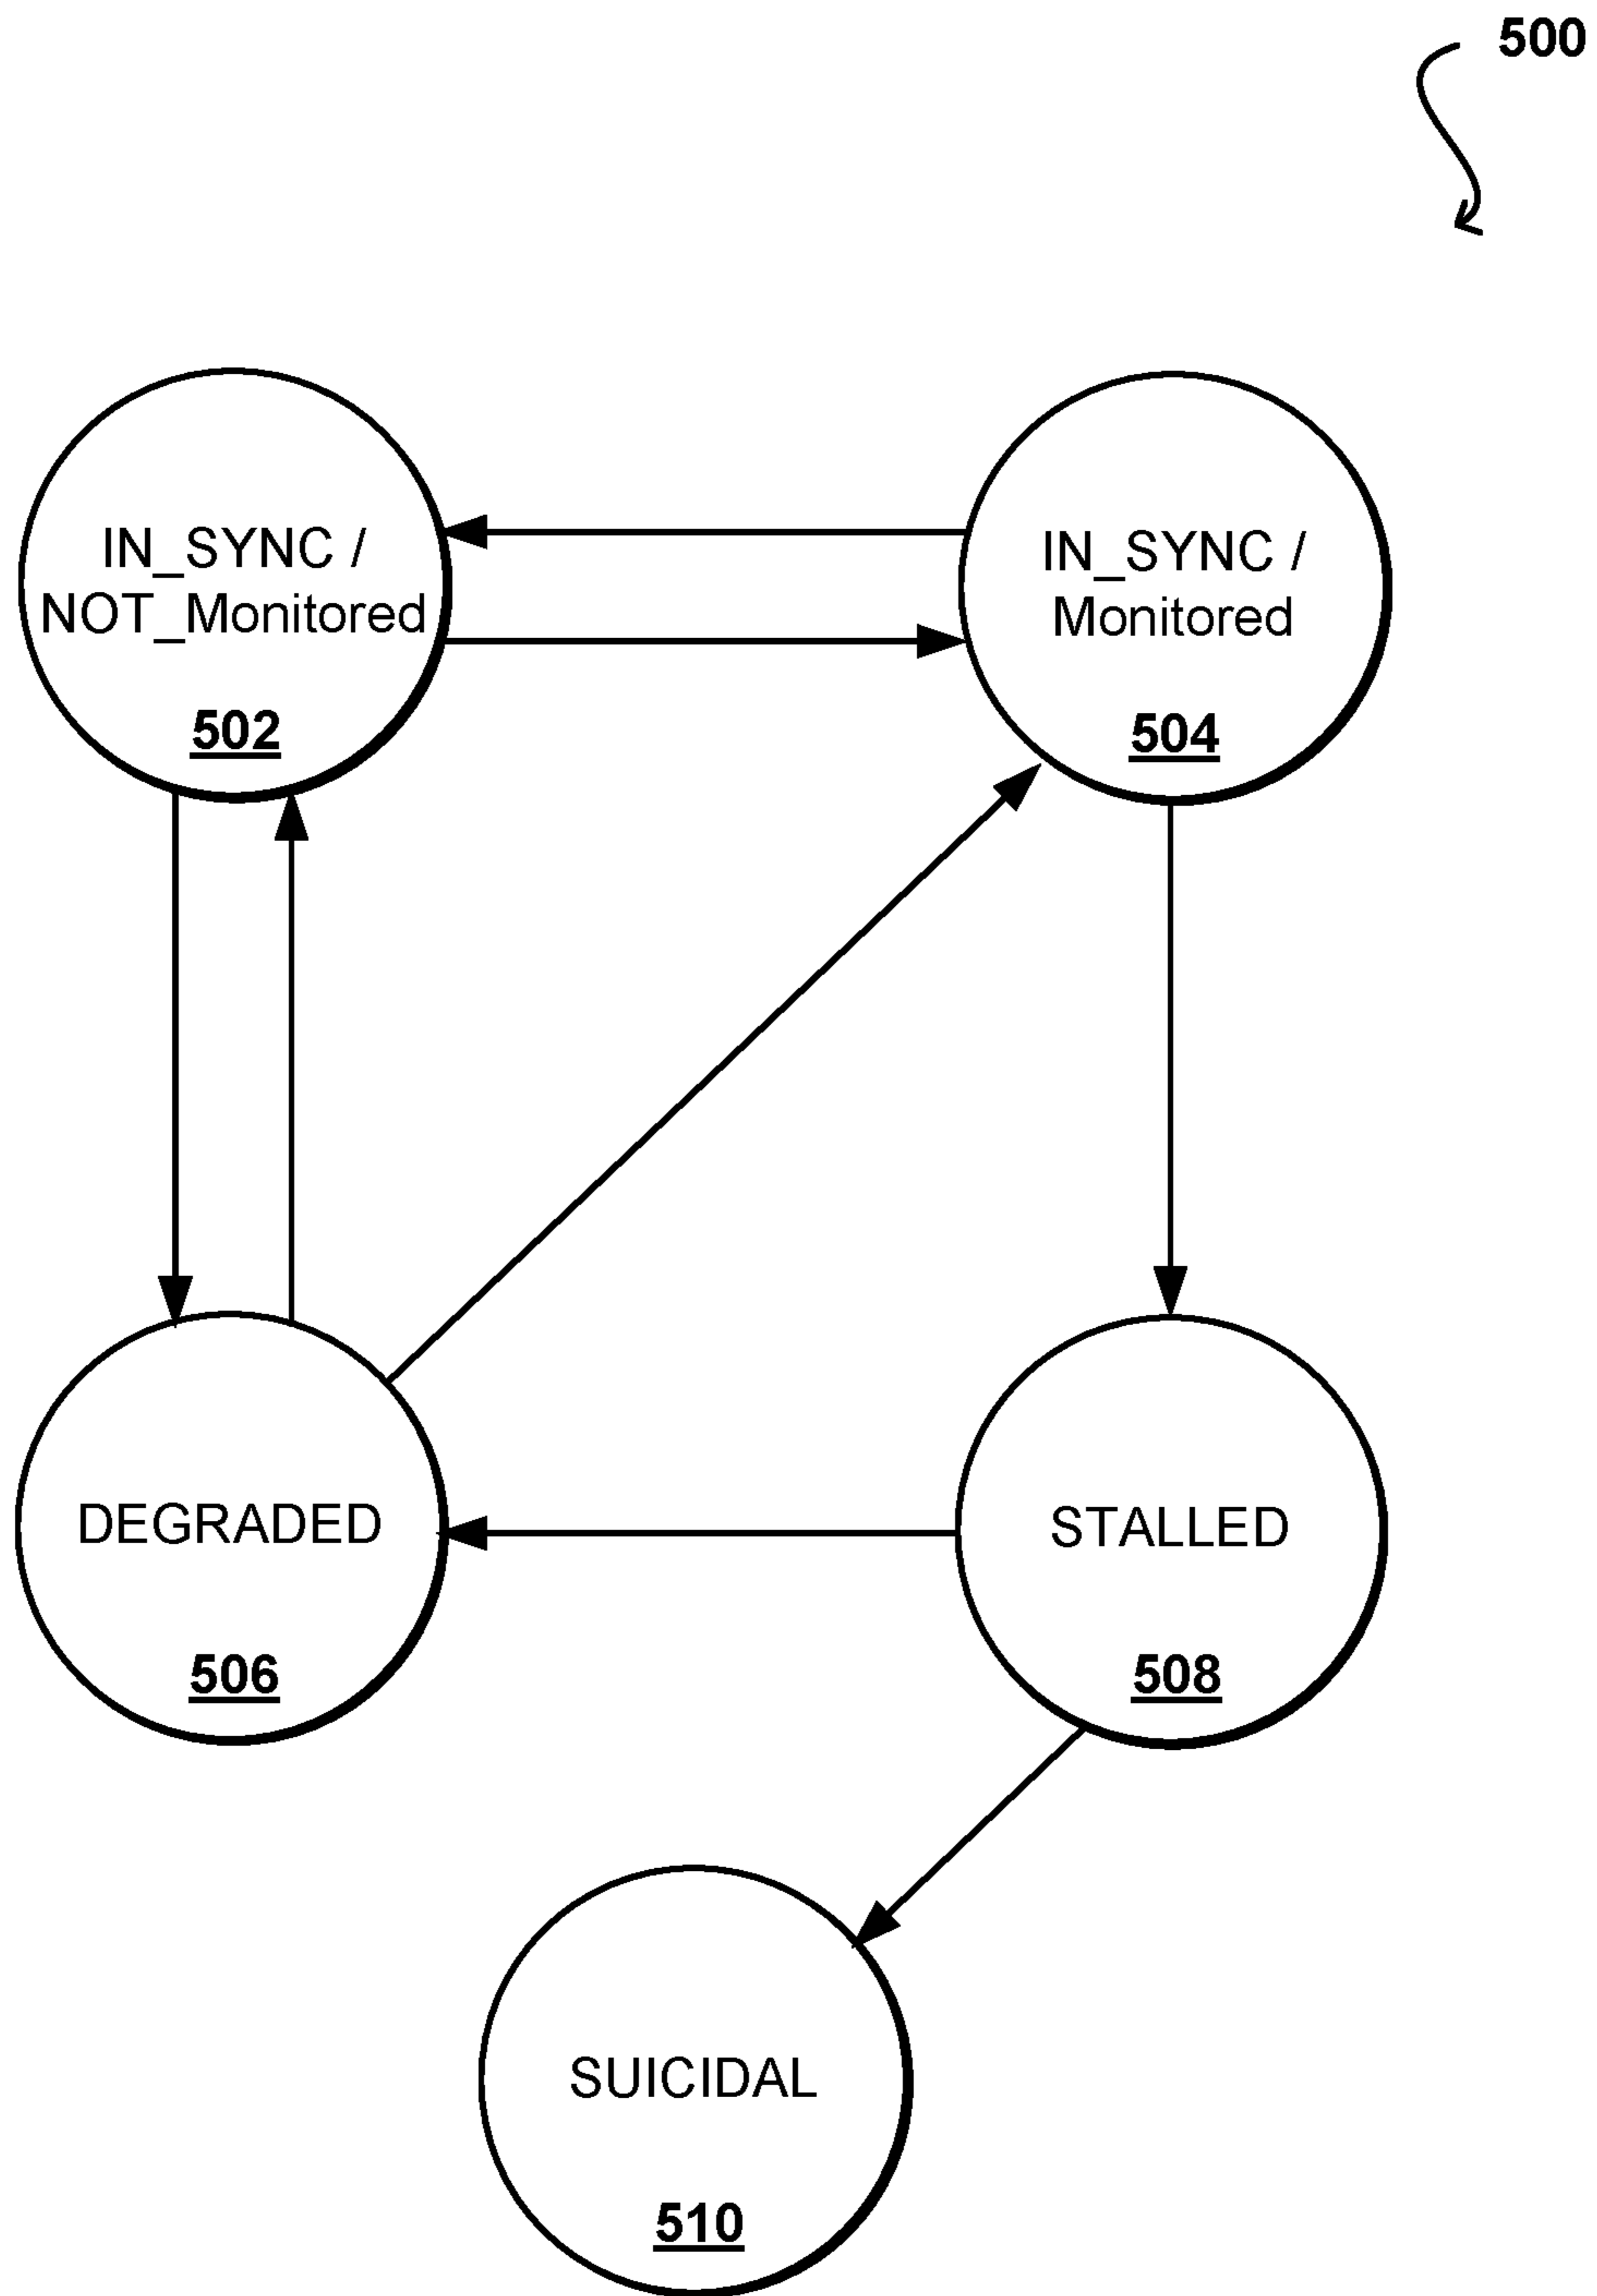 500
IN_SYNC /
NOT_Monitored
502
IN_SYNC /
Monitored
504
DEGRADED
506
STALLED
508
SUICIDAL
510